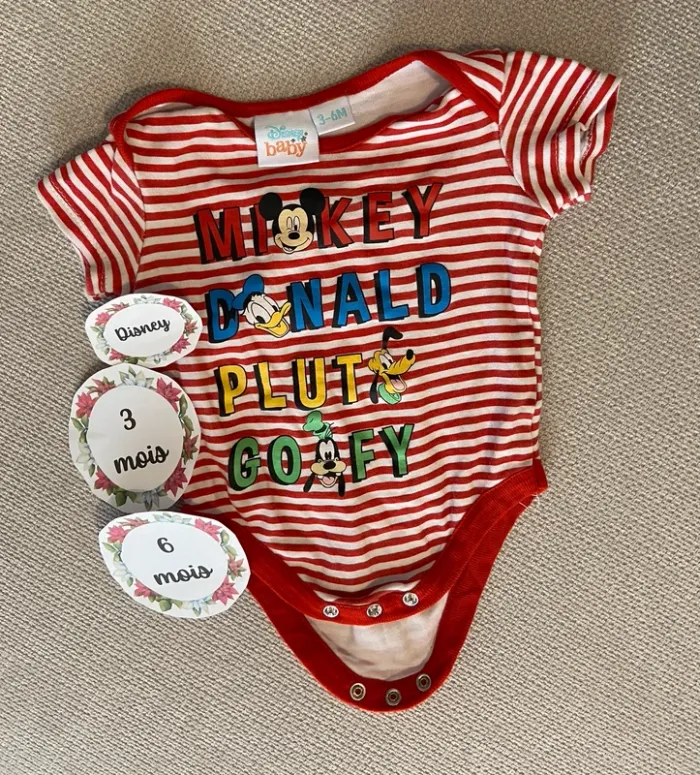 Disney
baby
3-6M
MICKEY
DONALD
PLUTO
GOOFY
Disney
3
mois
6
mois